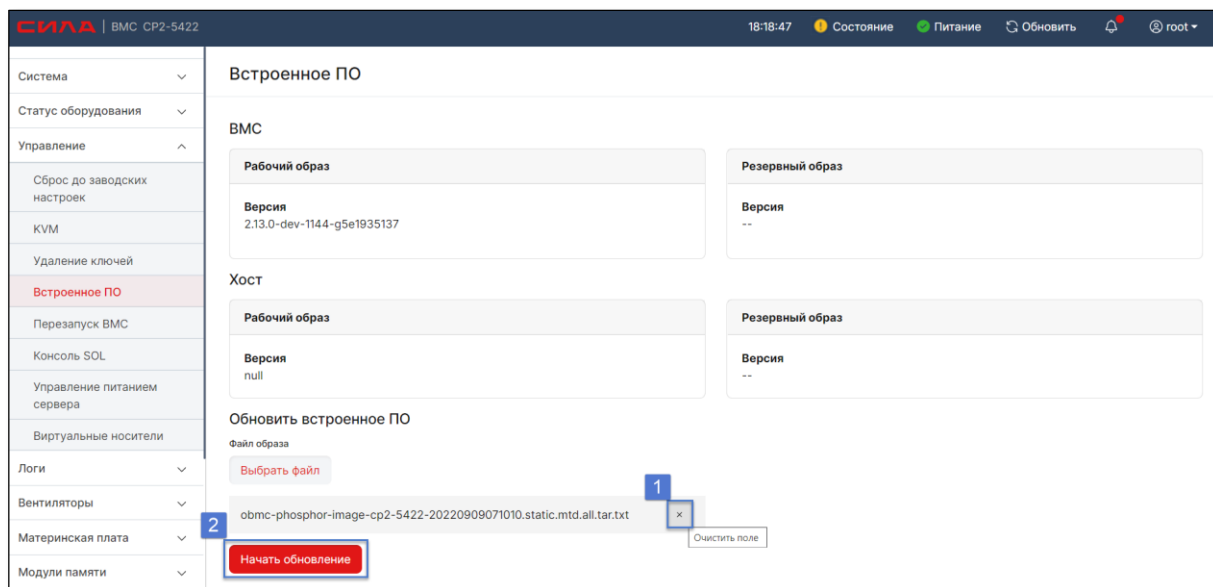 СИЛА | BMC CP2-5422
18:18:47
Состояние
Питание
Обновить
root
Система
Статус оборудования
Управление
Сброс до заводских
настроек
KVM
Удаление ключей
Встроенное ПО
Перезапуск BMC
Консоль SOL
Управление питанием
сервера
Виртуальные носители
Логи
Вентиляторы
Материнская плата
Модули памяти
Встроенное ПО
BMC
Рабочий образ
Версия
2.13.0-dev-1144-g5e1935137
Резервный образ
Версия
--
Хост
Рабочий образ
Версия
null
Резервный образ
Версия
--
Обновить встроенное ПО
Файл образа
Выбрать файл
1
obmc-phosphor-image-cp2-5422-20220909071010.static.mtd.all.tar.txt
×
Очистить поле
2
Начать обновление